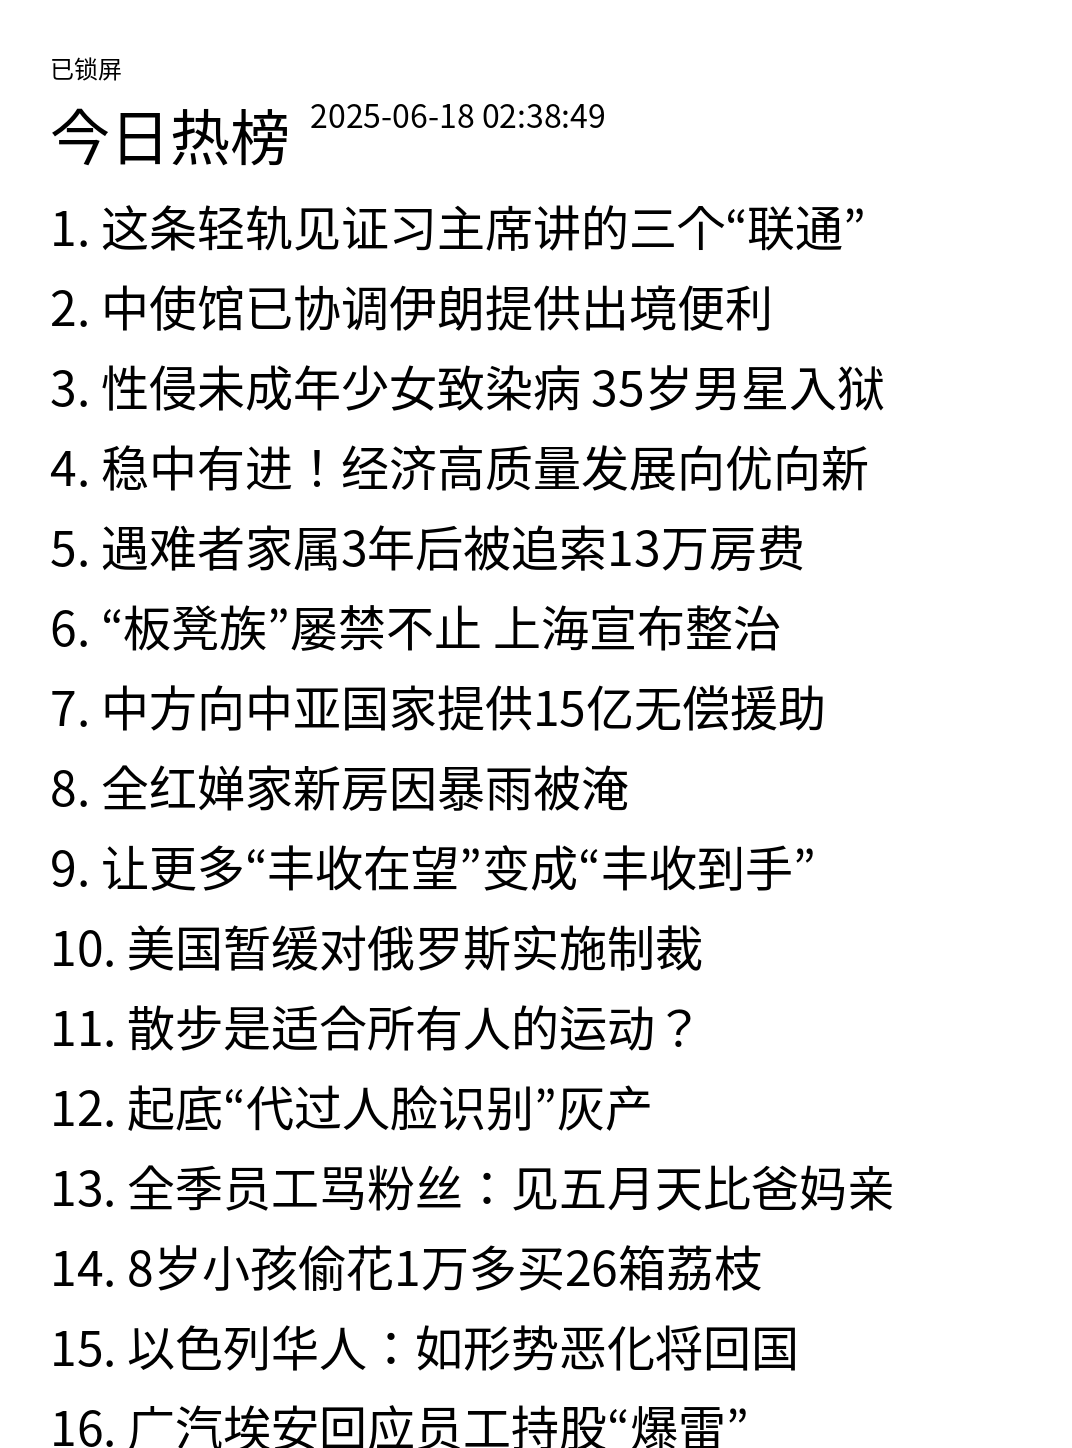 已锁屏
今日热榜 2025-06-18 02:38:49
1. 这条轻轨见证习主席讲的三个“联通”
2. 中使馆已协调伊朗提供出境便利
3. 性侵未成年少女致染病 35岁男星入狱
4. 稳中有进！经济高质量发展向优向新
5. 遇难者家属3年后被追索13万房费
6. “板凳族”屡禁不止 上海宣布整治
7. 中方向中亚国家提供15亿无偿援助
8. 全红婵家新房因暴雨被淹
9. 让更多“丰收在望”变成“丰收到手”
10. 美国暂缓对俄罗斯实施制裁
11. 散步是适合所有人的运动？
12. 起底“代过人脸识别”灰产
13. 全季员工骂粉丝：见五月天比爸妈亲
14. 8岁小孩偷花1万多买26箱荔枝
15. 以色列华人：如形势恶化将回国
16. 广汽埃安回应员工持股“爆雷”